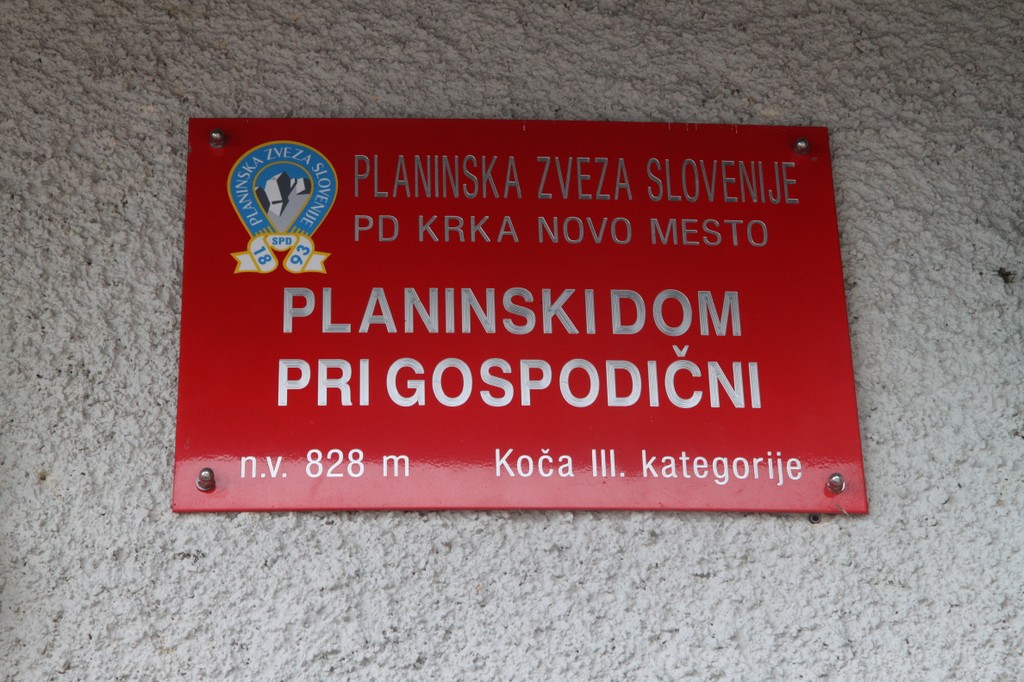 PLANINSKA ZVEZA SLOVENIJE
SPD
18 93
PLANINSKA ZVEZA SLOVENIJE
PD KRKA NOVO MESTO
PLANINSKI DOM
PRI GOSPODIČNI
n.v. 828 m Koča III. kategorije